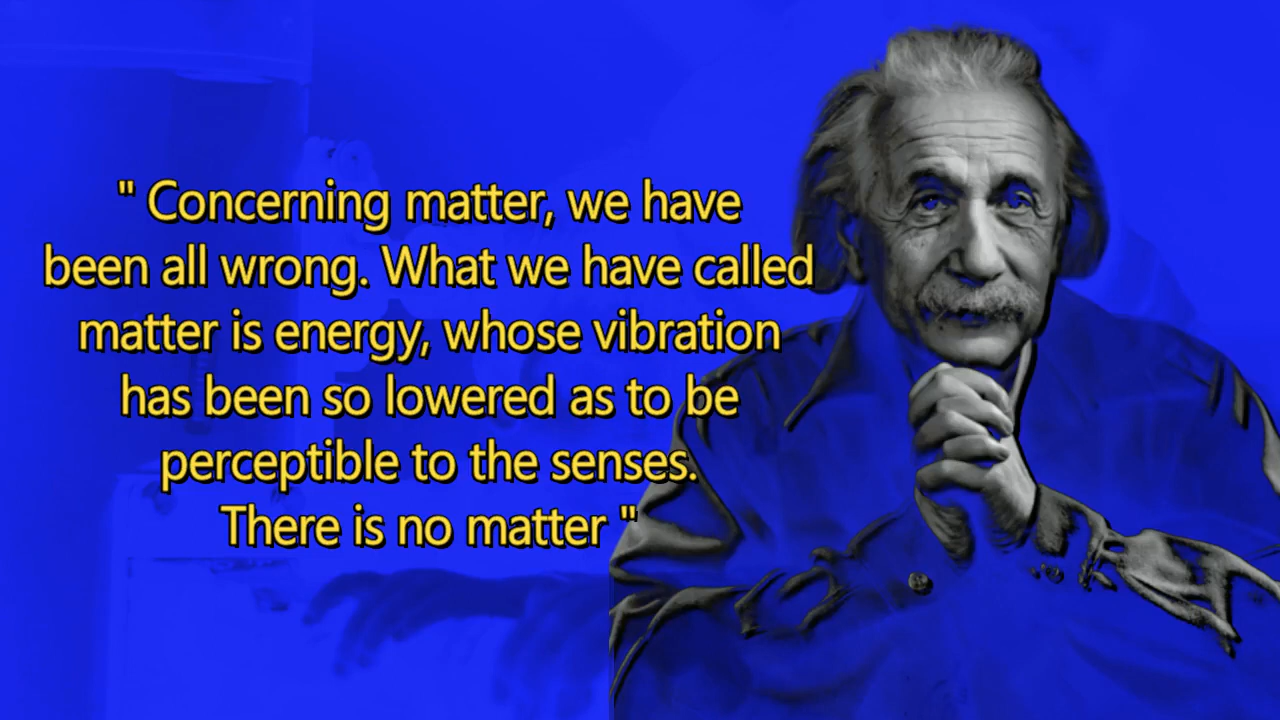 " Concerning matter, we have
been all wrong. What we have called
matter is energy, whose vibration
has been so lowered as to be
perceptible to the senses.
There is no matter "